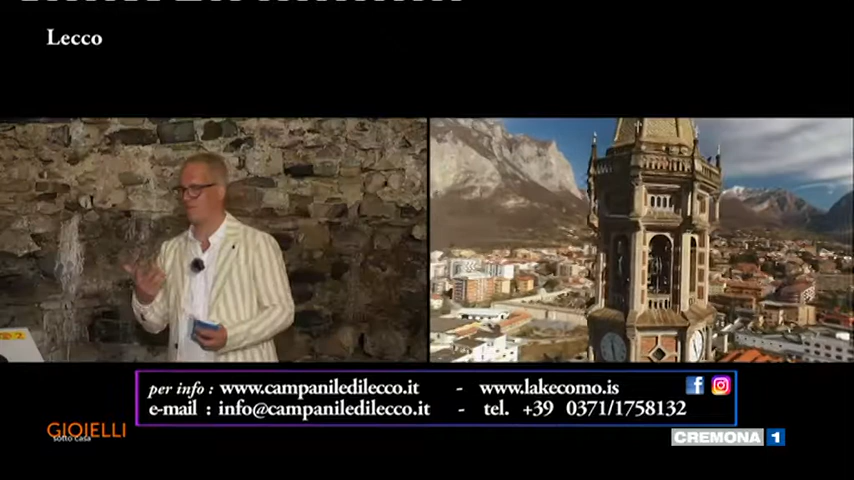 Lecco
per info : www.campaniledilecco.it - www.lakecomo.is
e-mail : info@campaniledilecco.it - tel. +39 0371/1758132
GIOIELLI
sotto casa
CREMONA 1